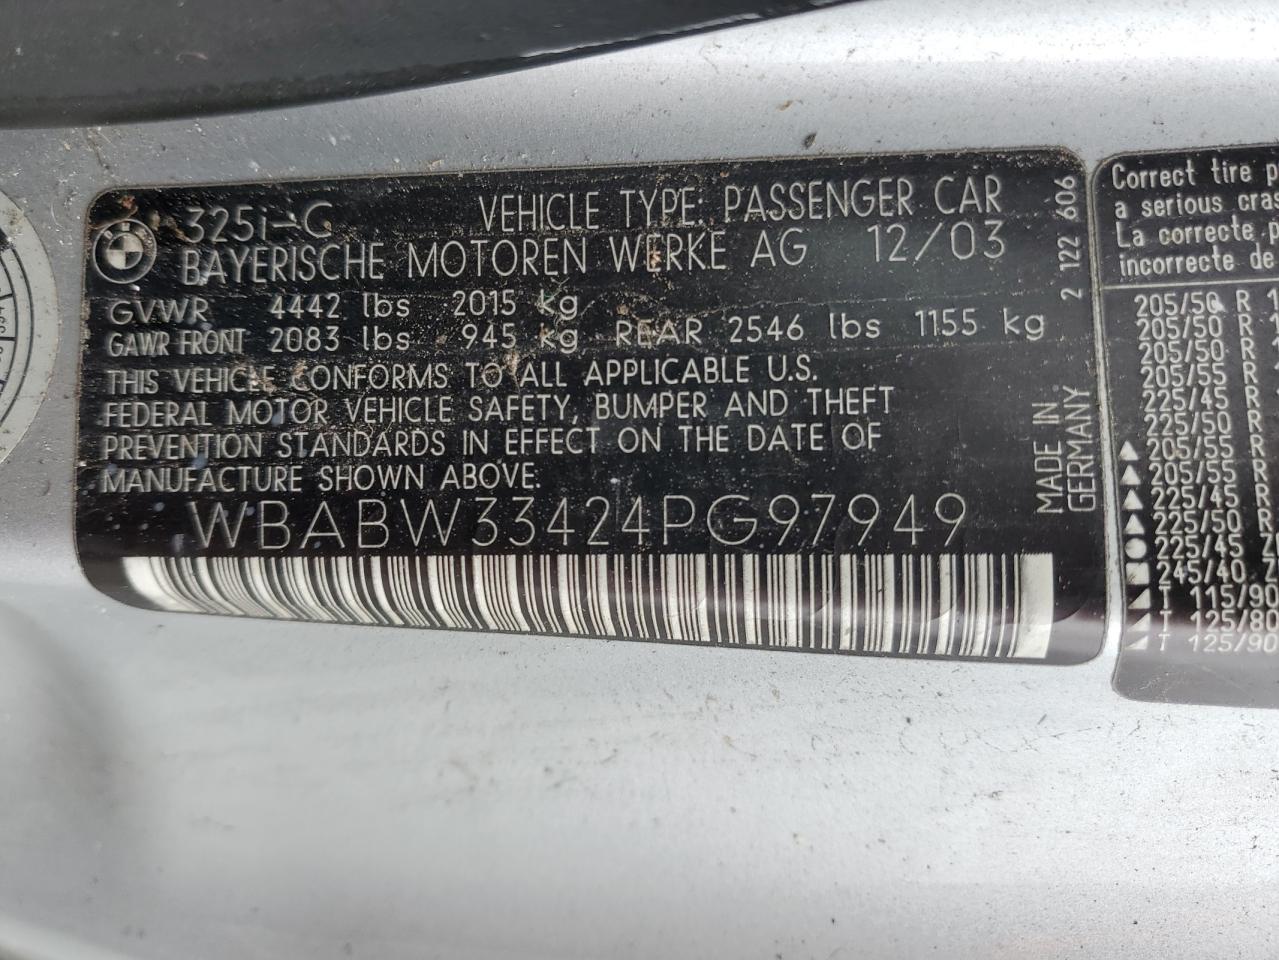 325i-C VEHICLE TYPE: PASSENGER CAR
BAYERISCHE MOTOREN WERKE AG 12/03
GVWR 4442 lbs 2015 kg
GAWR FRONT 2083 lbs 945 kg REAR 2546 lbs 1155 kg
THIS VEHICLE CONFORMS TO ALL APPLICABLE U.S.
FEDERAL MOTOR VEHICLE SAFETY, BUMPER AND THEFT
PREVENTION STANDARDS IN EFFECT ON THE DATE OF
MANUFACTURE SHOWN ABOVE.
WBABW33424PG97949
2 122 606
MADE IN
GERMANY
Correct tire
a serious
La correcte
incorrecte de
205/50 R
205/50 R
205/50 R
205/55 R
225/45 R
225/50 R
205/55 R
205/55 R
225/45 R
225/50 R
225/45
245/40
T 115/90
T 125/80
T 125/90